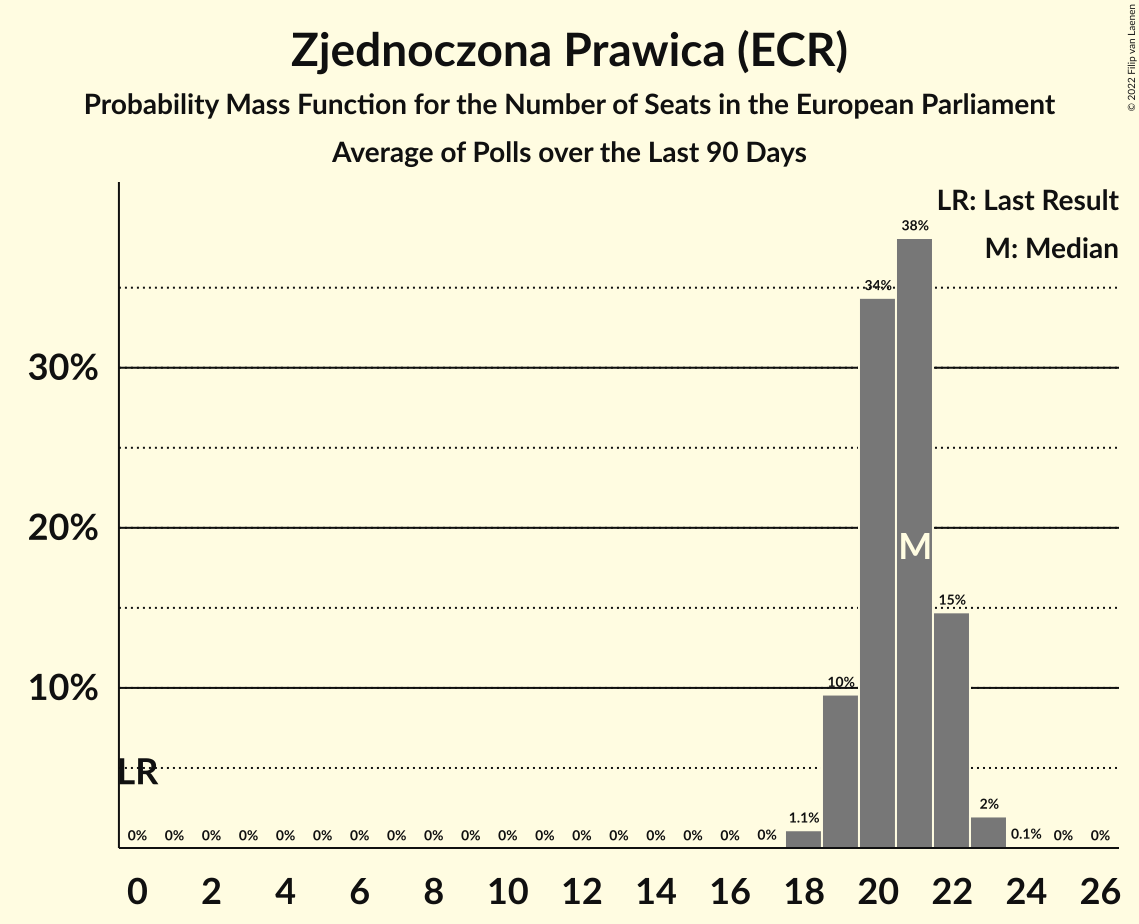 Zjednoczona Prawica (ECR)
Probability Mass Function for the Number of Seats in the European Parliament
Average of Polls over the Last 90 Days
© 2022 Filip van Laenen
LR: Last Result
M: Median
38%
34%
30%
20%
M
15%
10%
10%
LR
2%
1.1%
0% 0% 0% 0% 0% 0% 0% 0% 0% 0% 0% 0% 0% 0% 0% 0% 0% 0% 0.1% 0% 0%
0 2 4 6 8 10 12 14 16 18 20 22 24 26